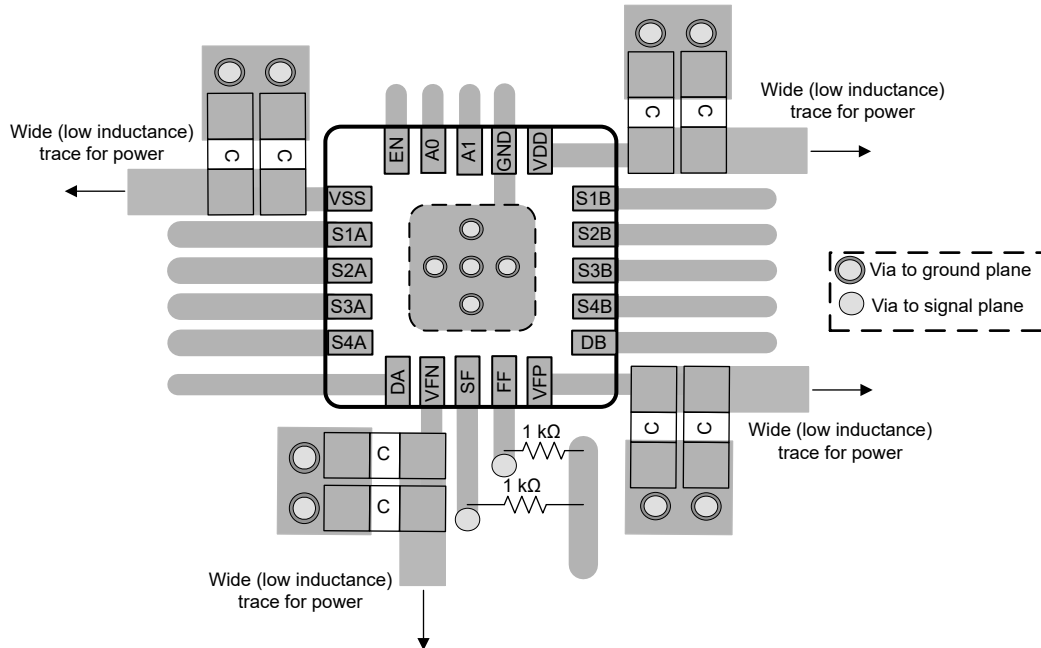 Wide (low inductance)
trace for power
C
C
Wide (low inductance)
trace for power
C
C
EN
A0
A1
GND
VDD
VSS
S1A
S2A
S3A
S4A
S1B
S2B
S3B
S4B
DB
DA
VFN
SF
FF
VFP
Via to ground plane
Via to signal plane
C
C
1 kΩ
1 kΩ
C
C
Wide (low inductance)
trace for power
Wide (low inductance)
trace for power